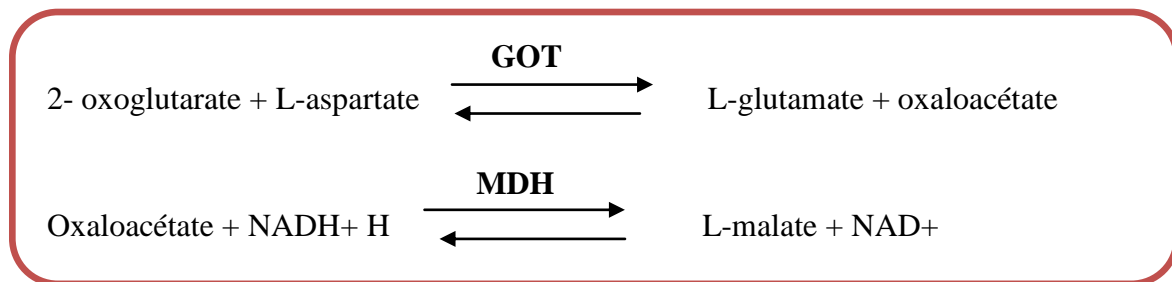 GOT
2- oxoglutarate + L-aspartate L-glutamate + oxaloacétate
MDH
Oxaloacétate + NADH+ H L-malate + NAD+